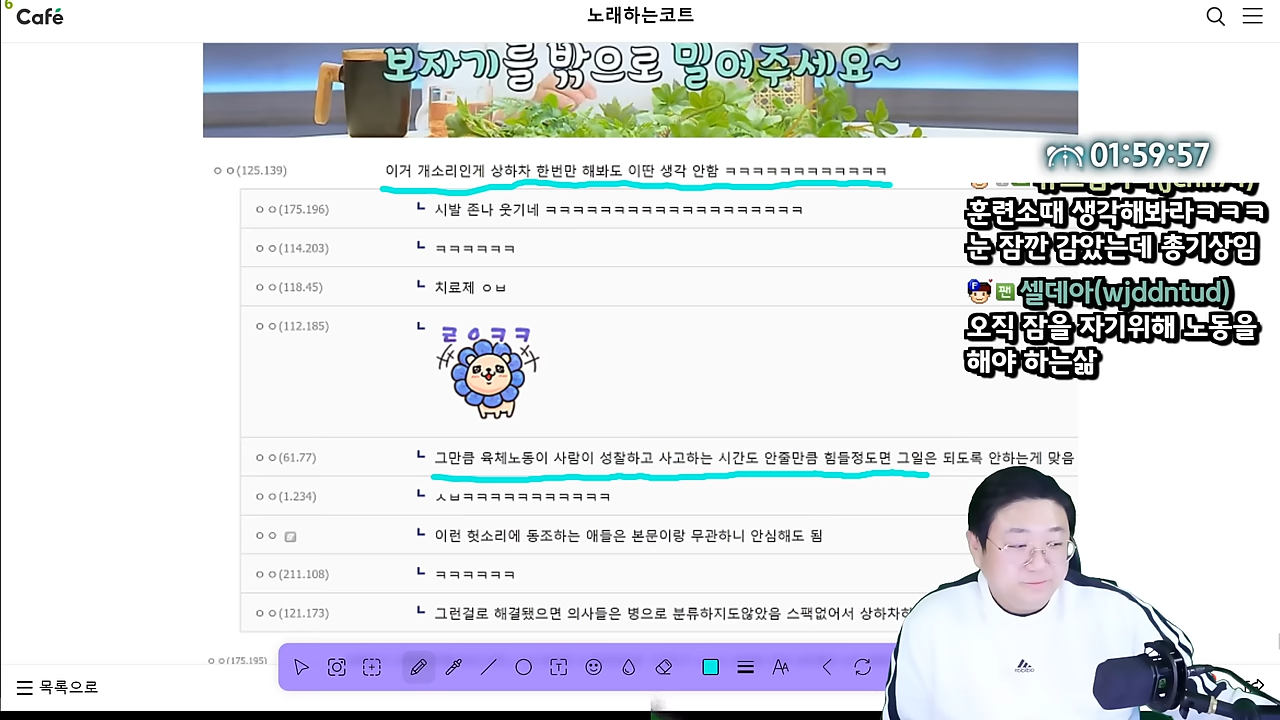 6
Café
노래하는코트
보자기를 밖으로 밀어주세요~
01:59:57
ㅇㅇ(125.139)
이거 개소리인게 상하차 한번만 해봐도 이딴 생각 안함 ㅋㅋㅋㅋㅋㅋㅋㅋㅋㅋㅋㅋ
ㅇㅇ(175.196)
ㄴ 시발 존나 웃기네 ㅋㅋㅋㅋㅋㅋㅋㅋㅋㅋㅋㅋㅋㅋㅋㅋㅋㅋㅋ
ㅇㅇ(114.203)
ㄴ ㅋㅋㅋㅋㅋㅋ
ㅇㅇ(118.45)
ㄴ 치료제 ㅇㅂ
ㅇㅇ(112.185)
ㄴ ㄹㅇㅋㅋ
ㅇㅇ(61.77)
ㄴ 그만큼 육체노동이 사람이 성찰하고 사고하는 시간도 안줄만큼 힘들정도면 그일은 되도록 안하는게 맞음
ㅇㅇ(1.234)
ㄴ ㅅㅂㅋㅋㅋㅋㅋㅋㅋㅋㅋㅋㅋ
ㅇㅇ
ㄴ 이런 헛소리에 동조하는 애들은 본문이랑 무관하니 안심해도 됨
ㅇㅇ(211.108)
ㄴ ㅋㅋㅋㅋㅋㅋ
ㅇㅇ(121.173)
ㄴ 그런걸로 해결됐으면 의사들은 병으로 분류하지도않았음 스팩없어서 상하차하
ㅇㅇ(175.195)
훈련소때 생각해봐라ㅋㅋㅋ
눈 잠깐 감았는데 총기상임
팬 셀데아(wjddntud)
오직 잠을 자기위해 노동을
해야 하는삶
목록으로